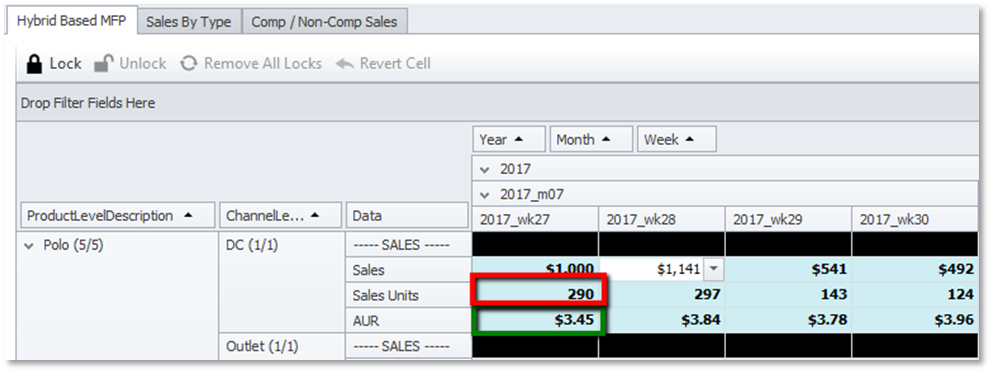 Hybrid Based MFP Sales By Type Comp / Non-Comp Sales
Lock Unlock Remove All Locks Revert Cell
Drop Filter Fields Here
Year Month Week
2017
2017_m07
ProductLevelDescription ChannelLe... Data 2017_wk27 2017_wk28 2017_wk29 2017_wk30
Polo (5/5) DC (1/1) ----- SALES -----
Sales $1,000 $1,141 $541 $492
Sales Units 290 297 143 124
AUR $3.45 $3.84 $3.78 $3.96
Outlet (1/1) ----- SALES -----